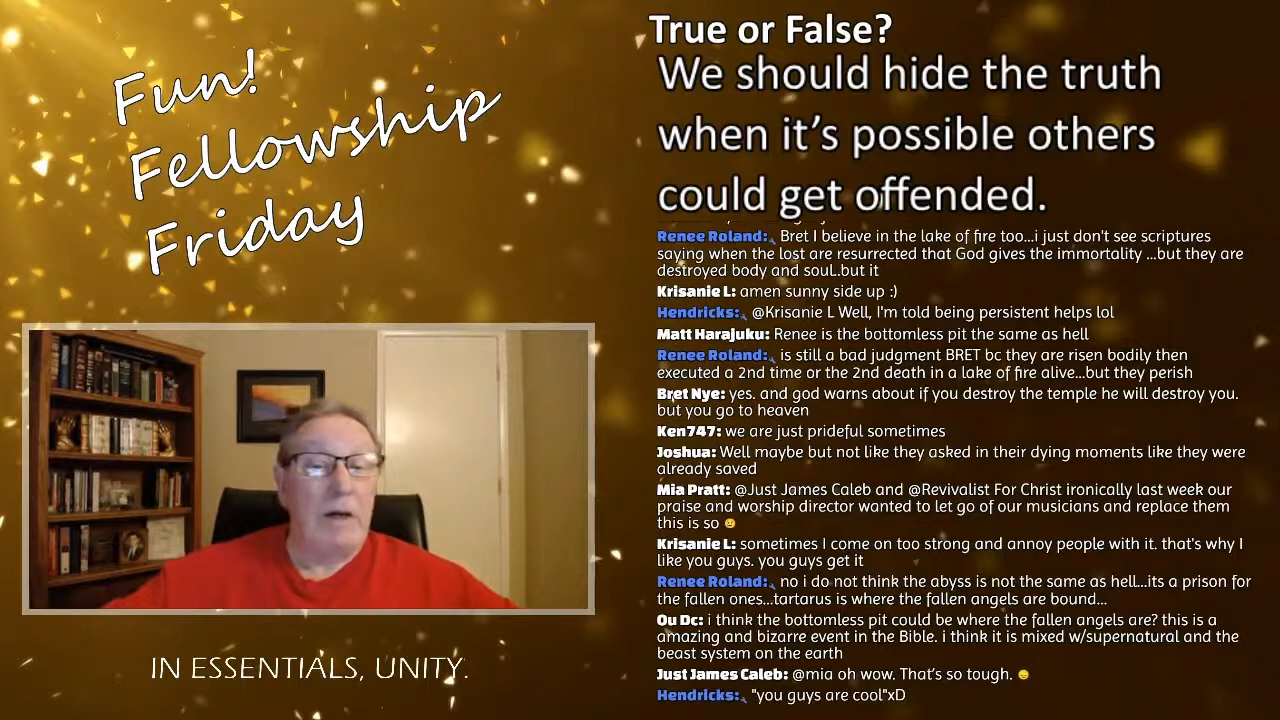 Fun!
Fellowship
Friday
IN ESSENTIALS, UNITY.
True or False?
We should hide the truth
when it's possible others
could get offended.
Renee Roland: Bret I believe in the lake of fire too...i just don't see scriptures
saying when the lost are resurrected that God gives the immortality ...but they are
destroyed body and soul..but it
Krisanie L: amen sunny side up :)
Hendricks: @Krisanie L Well, I'm told being persistent helps lol
Matt Harajuku: Renee is the bottomless pit the same as hell
Renee Roland: is still a bad judgment BRET bc they are risen bodily then
executed a 2nd time or the 2nd death in a lake of fire alive...but they perish
Bret Nye: yes. and god warns about if you destroy the temple he will destroy you.
but you go to heaven
Ken747: we are just prideful sometimes
Joshua: Well maybe but not like they asked in their dying moments like they were
already saved
Mia Pratt: @Just James Caleb and @Revivalist For Christ ironically last week our
praise and worship director wanted to let go of our musicians and replace them
this is so 😢
Krisanie L: sometimes I come on too strong and annoy people with it. that's why I
like you guys. you guys get it
Renee Roland: no i do not think the abyss is not the same as hell...its a prison for
the fallen ones...tartarus is where the fallen angels are bound...
Ou Dc: i think the bottomless pit could be where the fallen angels are? this is a
amazing and bizarre event in the Bible. i think it is mixed w/supernatural and the
beast system on the earth
Just James Caleb: @mia oh wow. That's so tough. 😞
Hendricks: "you guys are cool"xD